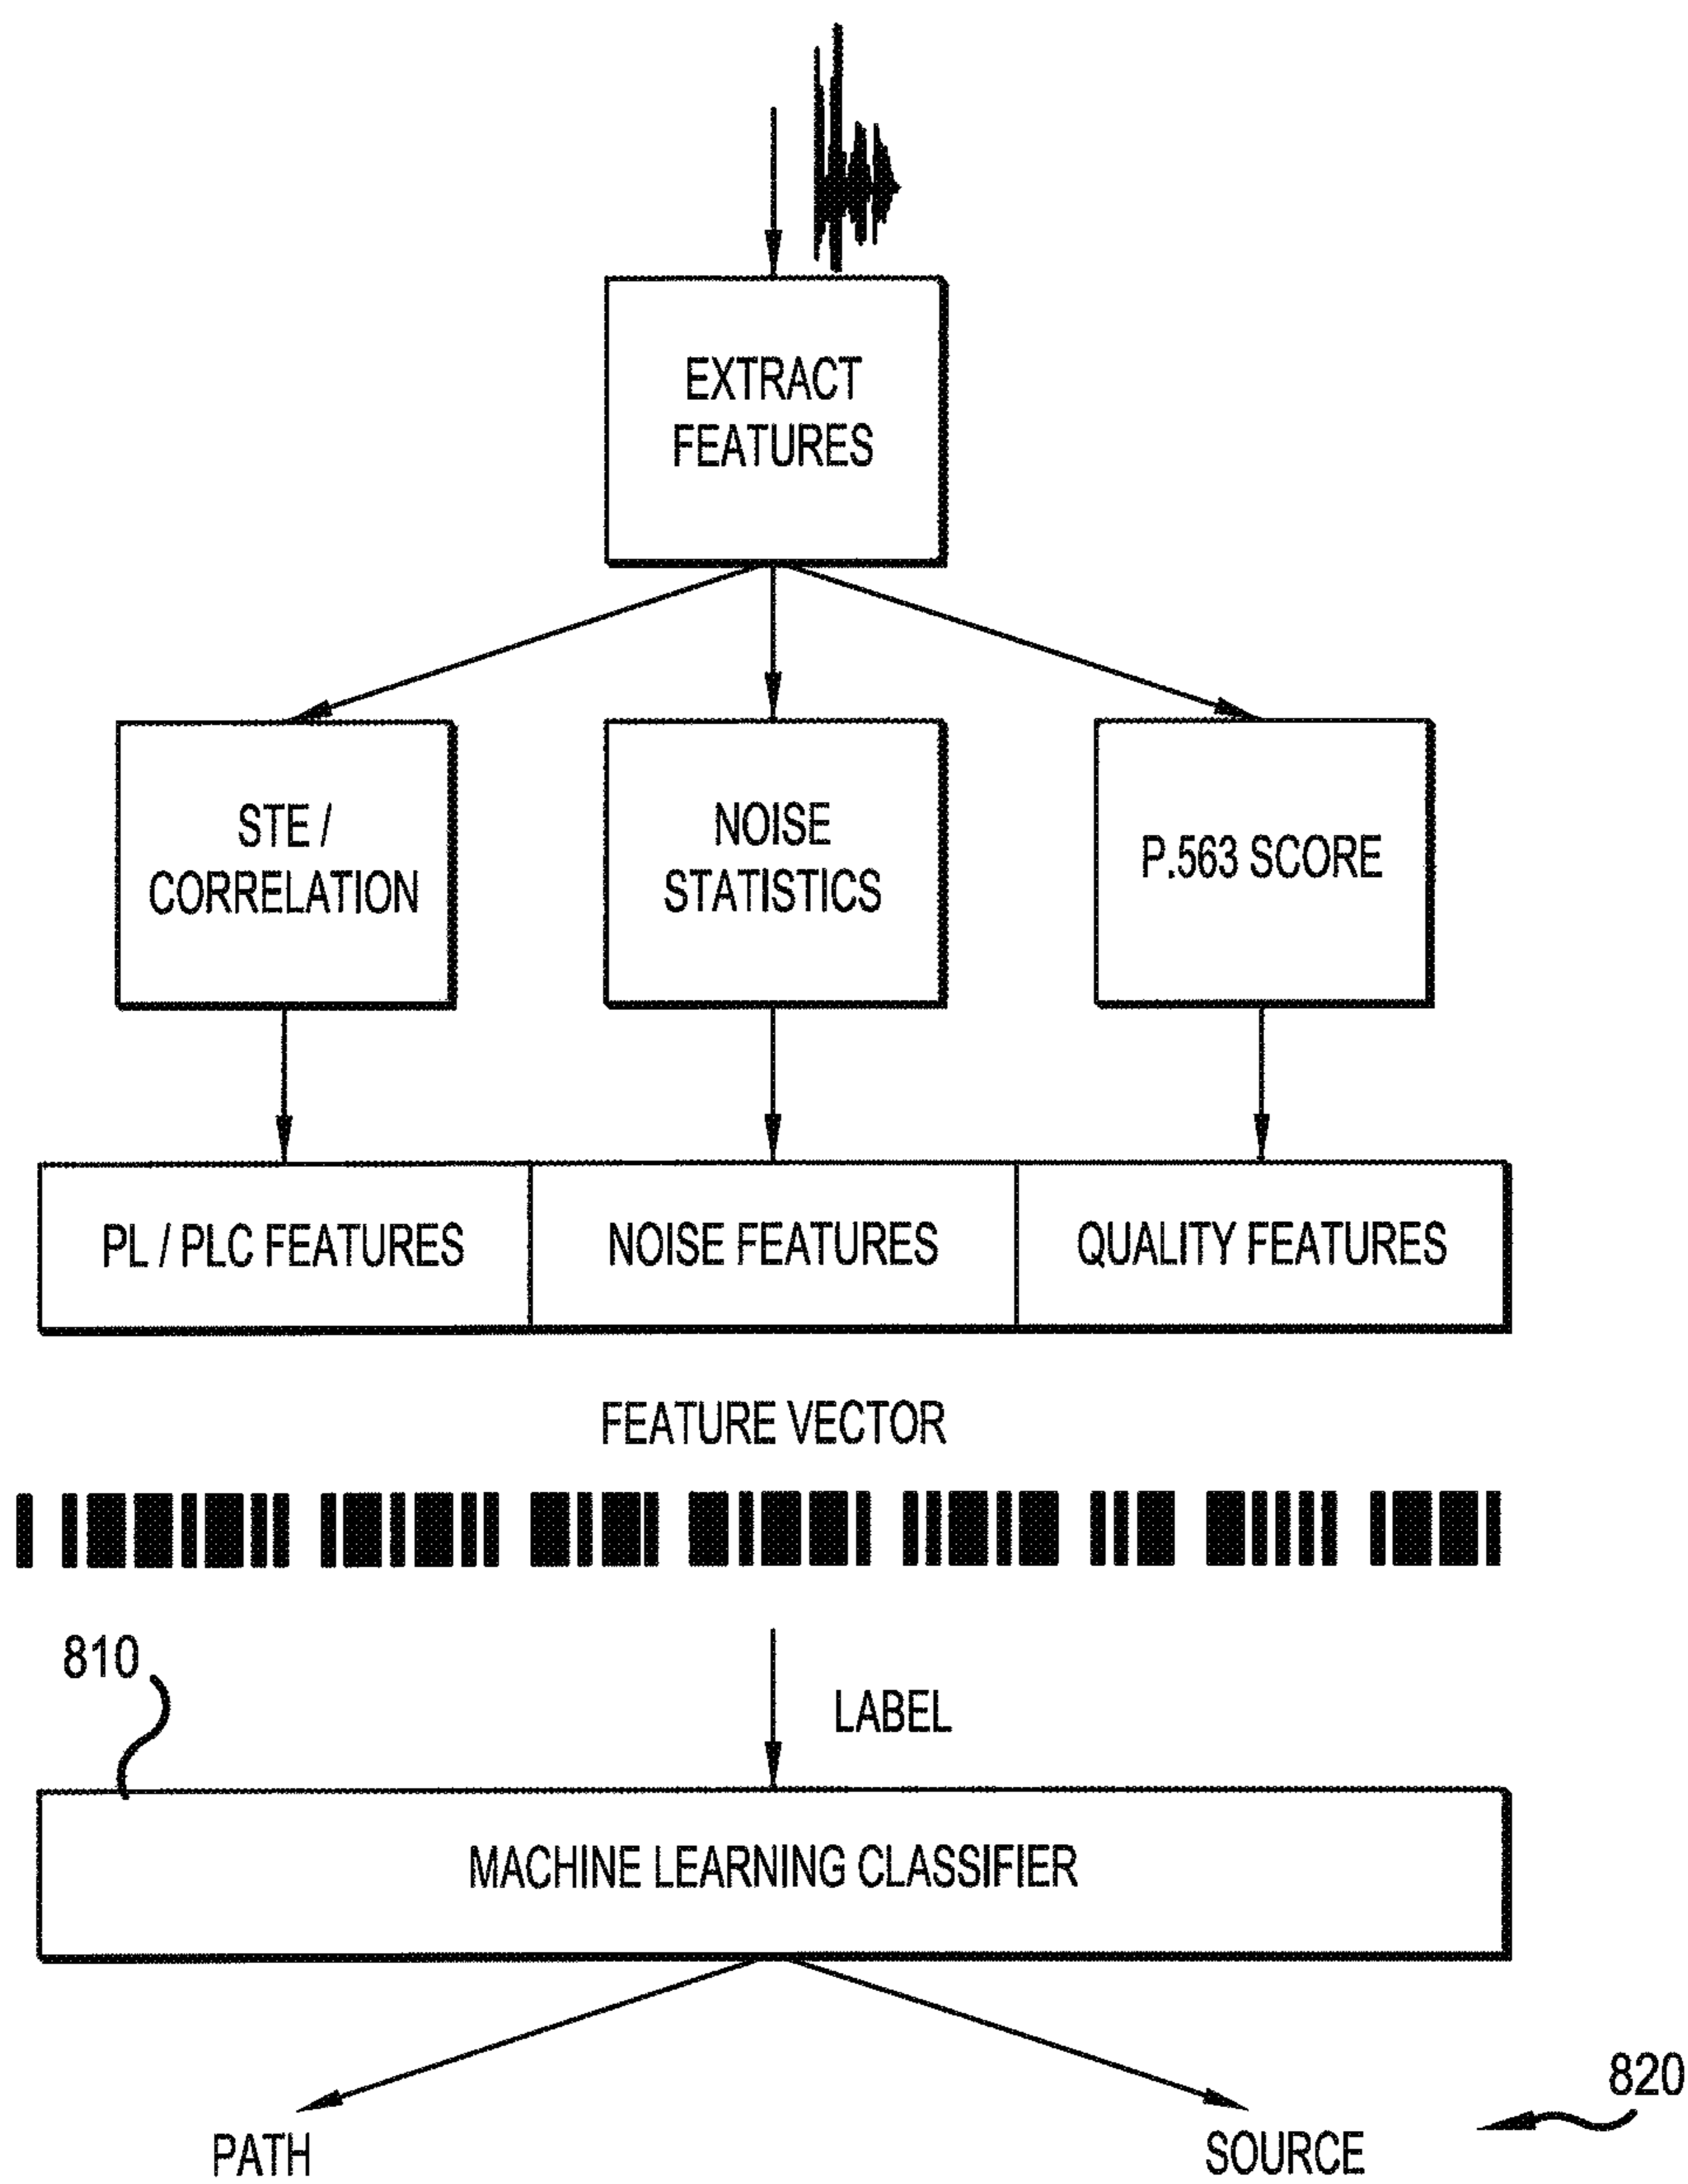 EXTRACT
FEATURES
STE /
CORRELATION
NOISE
STATISTICS
P.563 SCORE
PL / PLC FEATURES
NOISE FEATURES
QUALITY FEATURES
FEATURE VECTOR
810
LABEL
MACHINE LEARNING CLASSIFIER
820
PATH
SOURCE